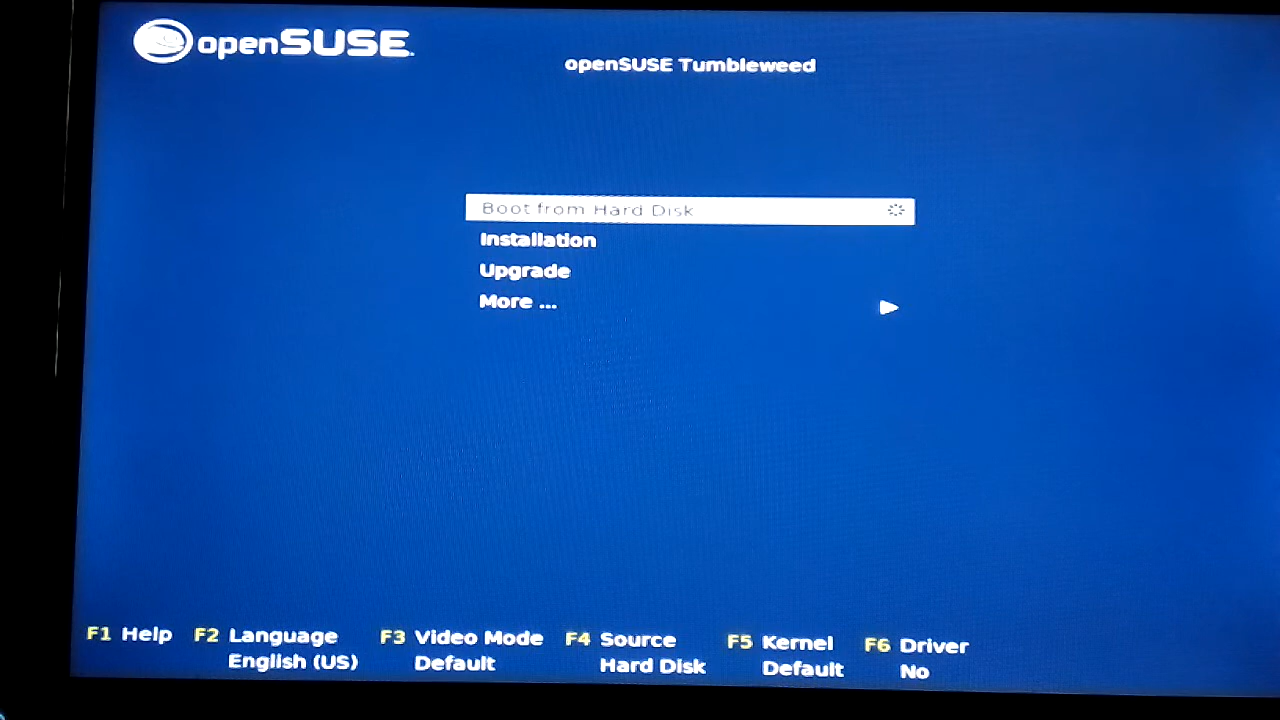 openSUSE
openSUSE Tumbleweed
Boot from Hard Disk
Installation
Upgrade
More ...
F1 Help F2 Language F3 Video Mode F4 Source F5 Kernel F6 Driver
English (US) Default Hard Disk Default No